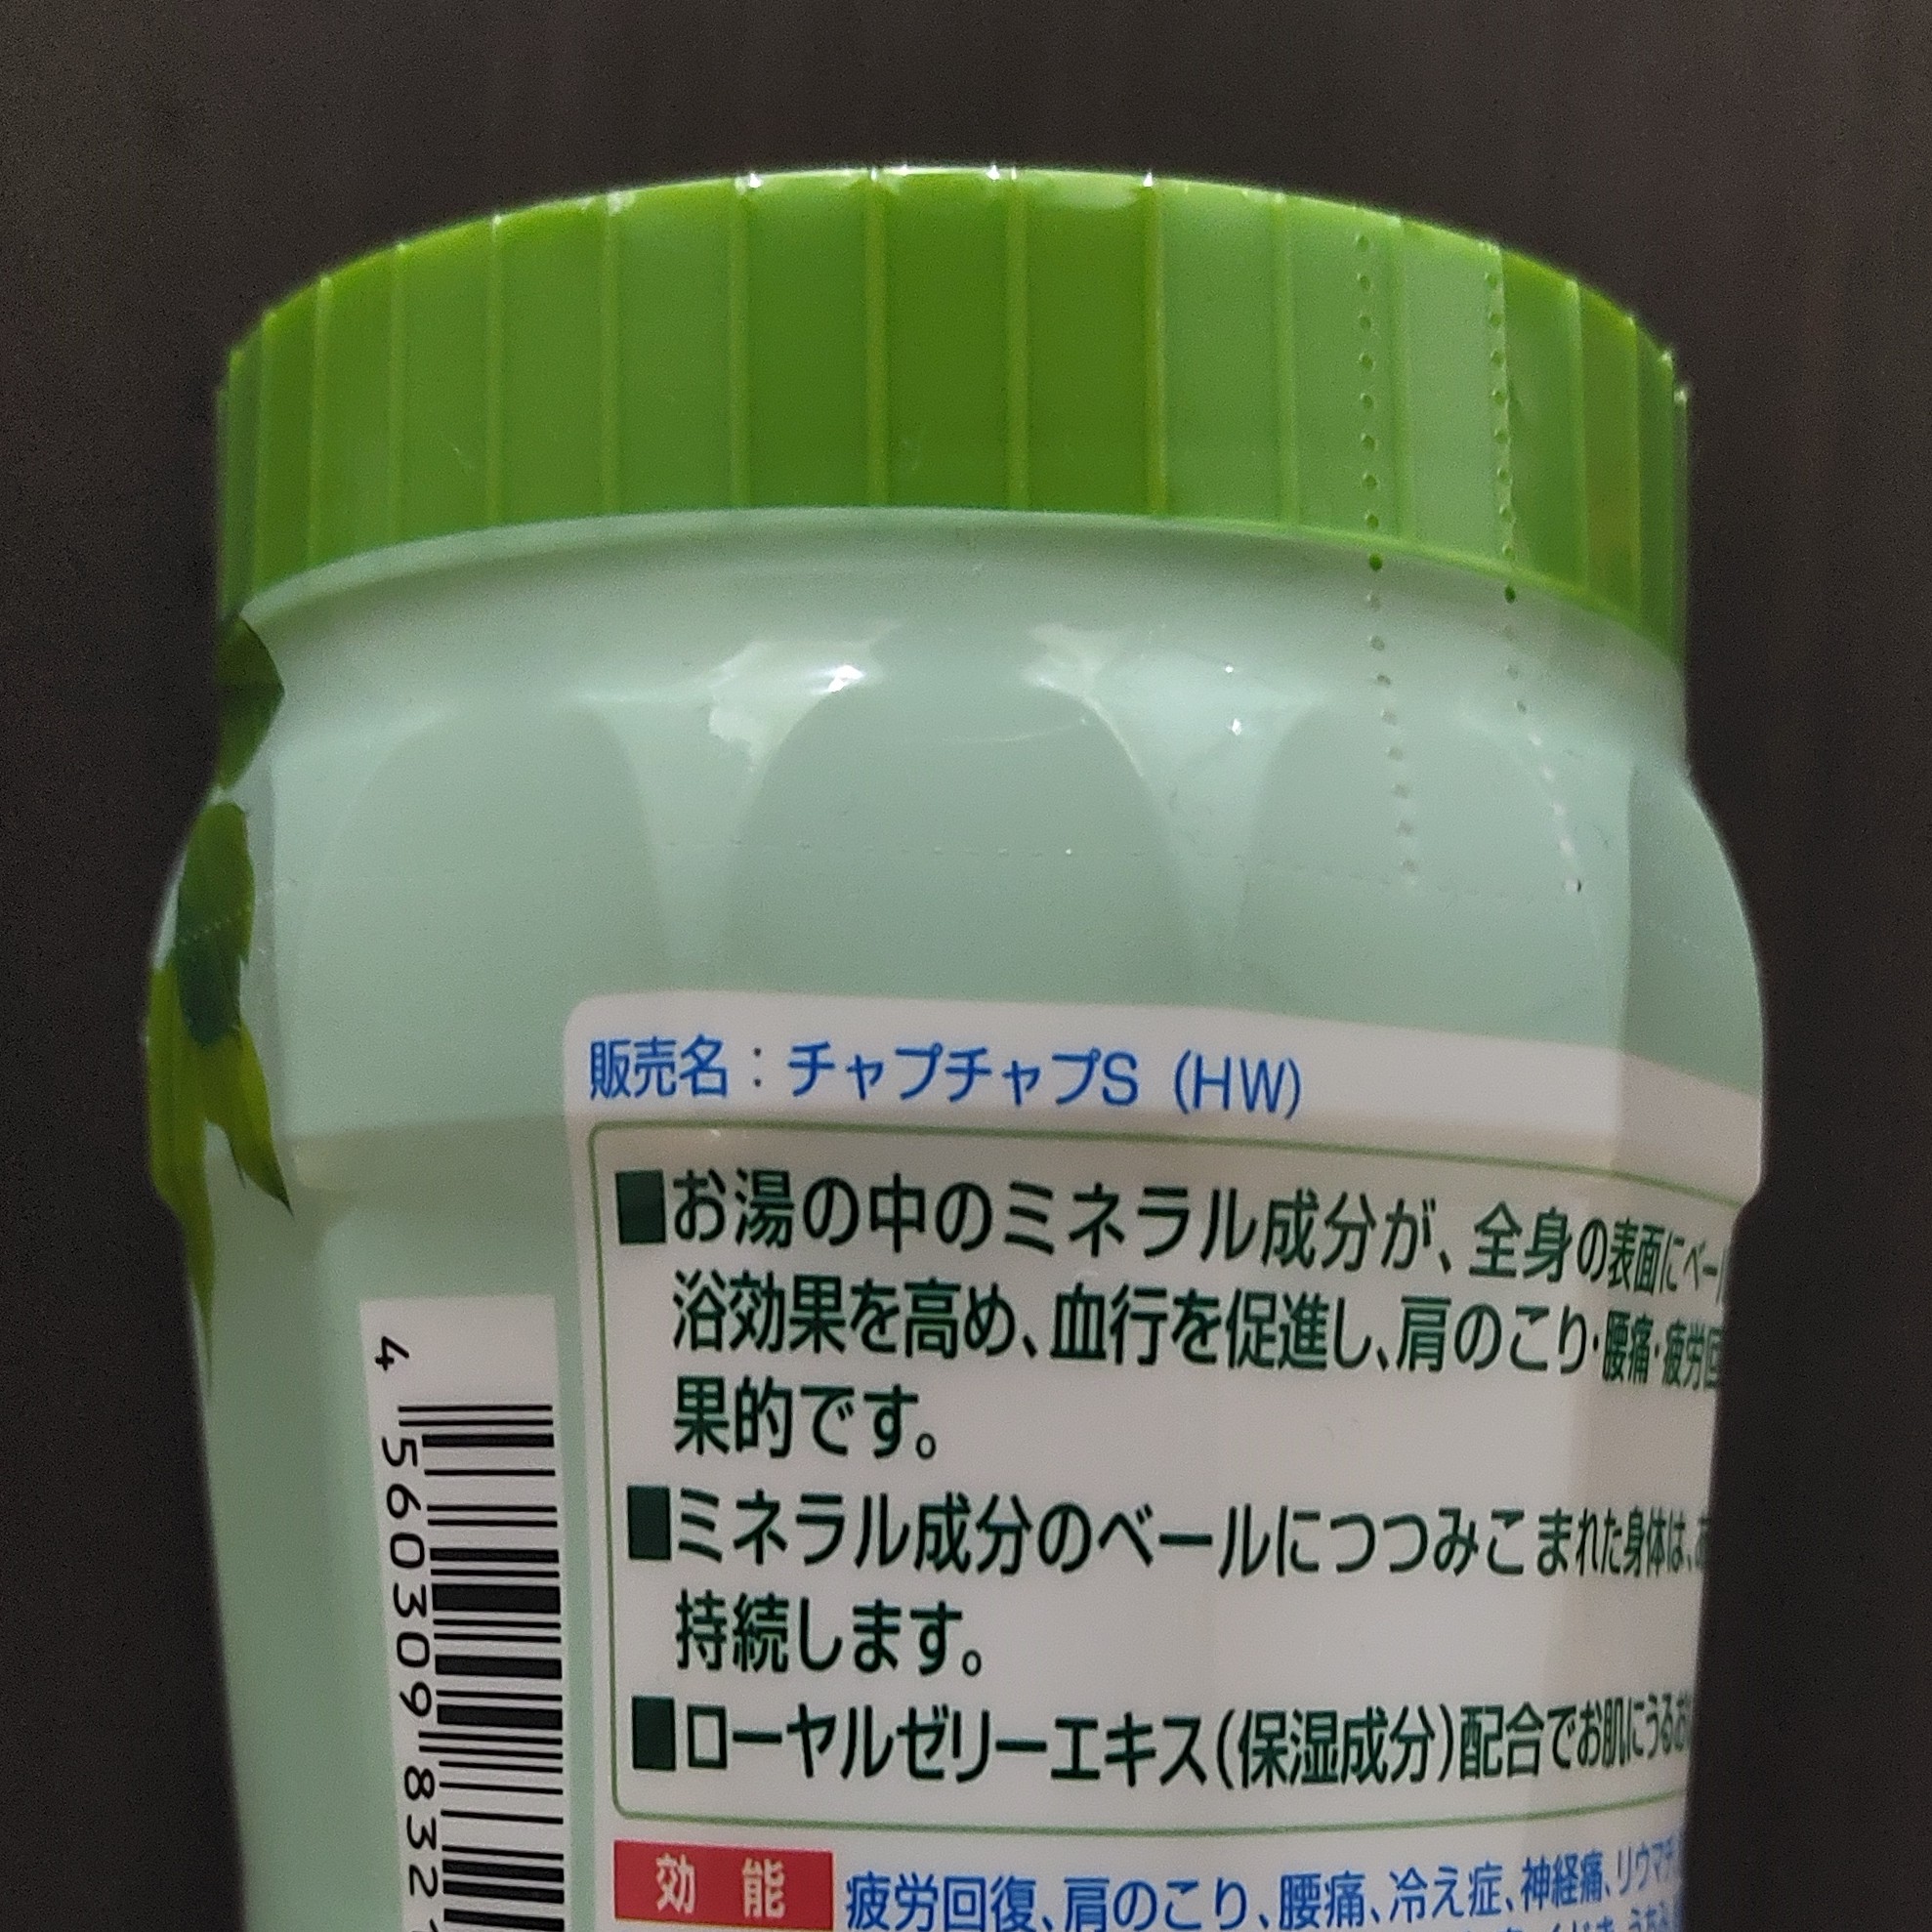 販売名：チャプチャプS（HW）
■お湯の中のミネラル成分が、全身の表面にベー
浴効果を高め、血行を促進し、肩のこり・腰痛・疲労回
果的です。
■ミネラル成分のベールにつつみこまれた身体は、あ
持続します。
■ローヤルゼリーエキス（保湿成分）配合でお肌にうるお
効能
疲労回復、肩のこり、腰痛、冷え症、神経痛、リウマチ
4 560309 832